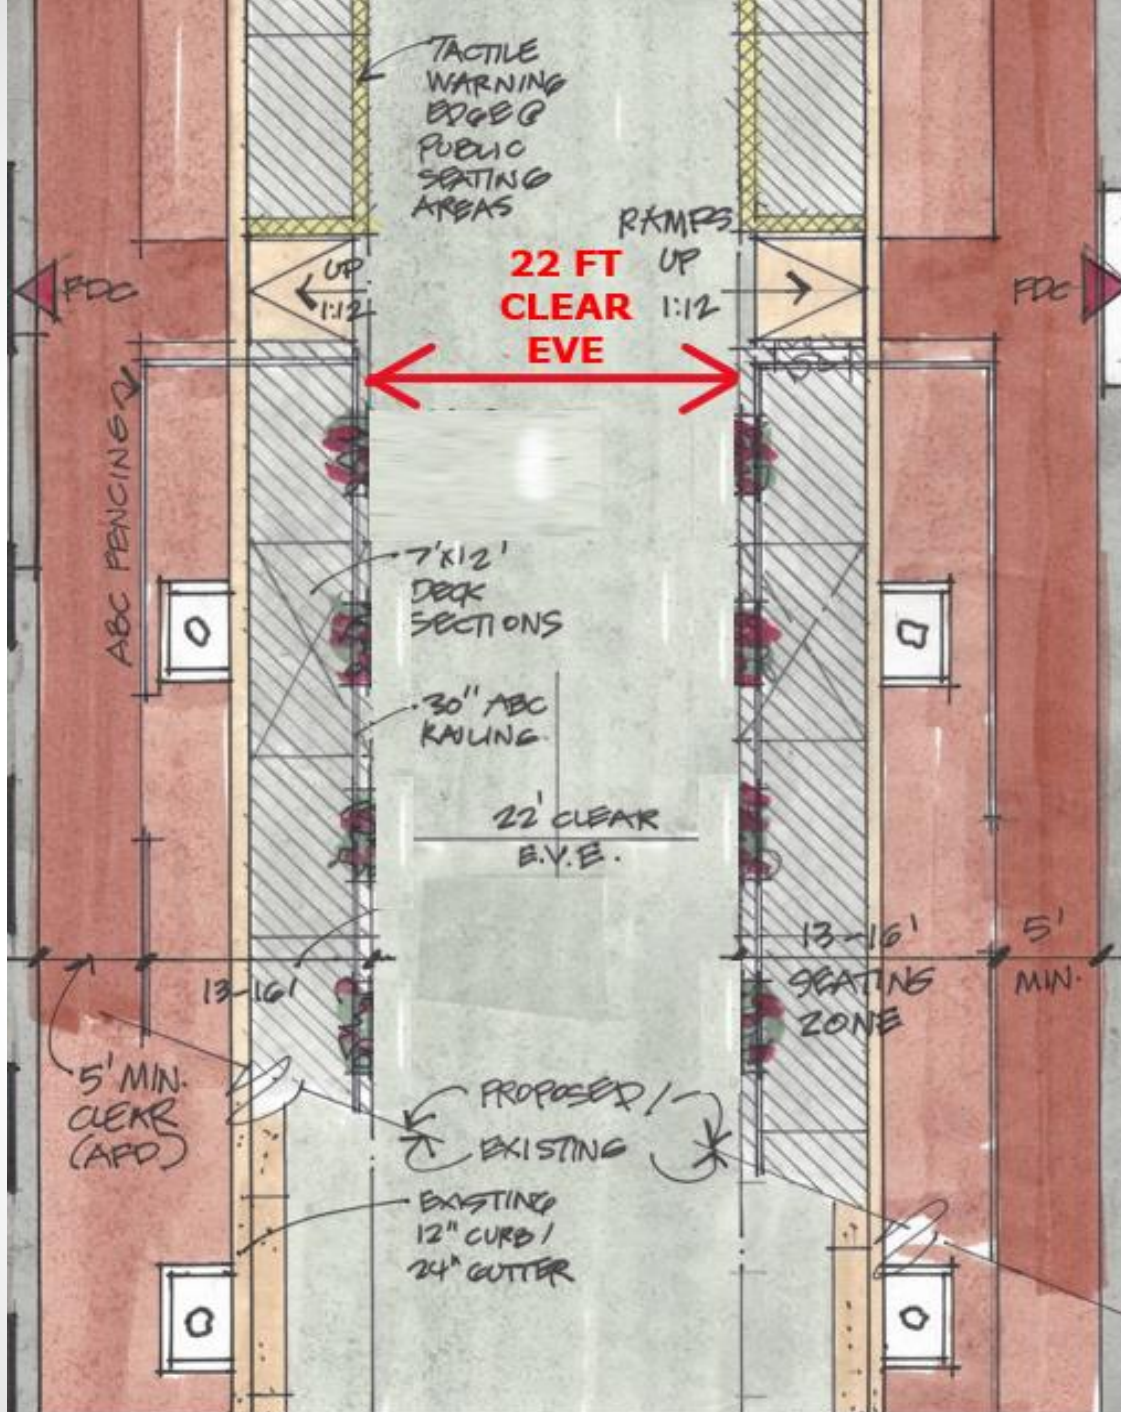 TACTILE
WARNING
EDGE @
PUBLIC
SEATING
AREAS
RAMPS
UP
1:12
UP
1:12
22 FT
CLEAR
EVE
FDC
FDC
ABC FENCING
7'X12'
DECK
SECTIONS
30" ABC
RAILING
22' CLEAR
E.V.E.
13-16'
13-16'
SEATING
ZONE
5'
MIN.
5' MIN.
CLEAR
(AFD)
PROPOSED/
EXISTING
EXISTING
12" CURB/
24" GUTTER